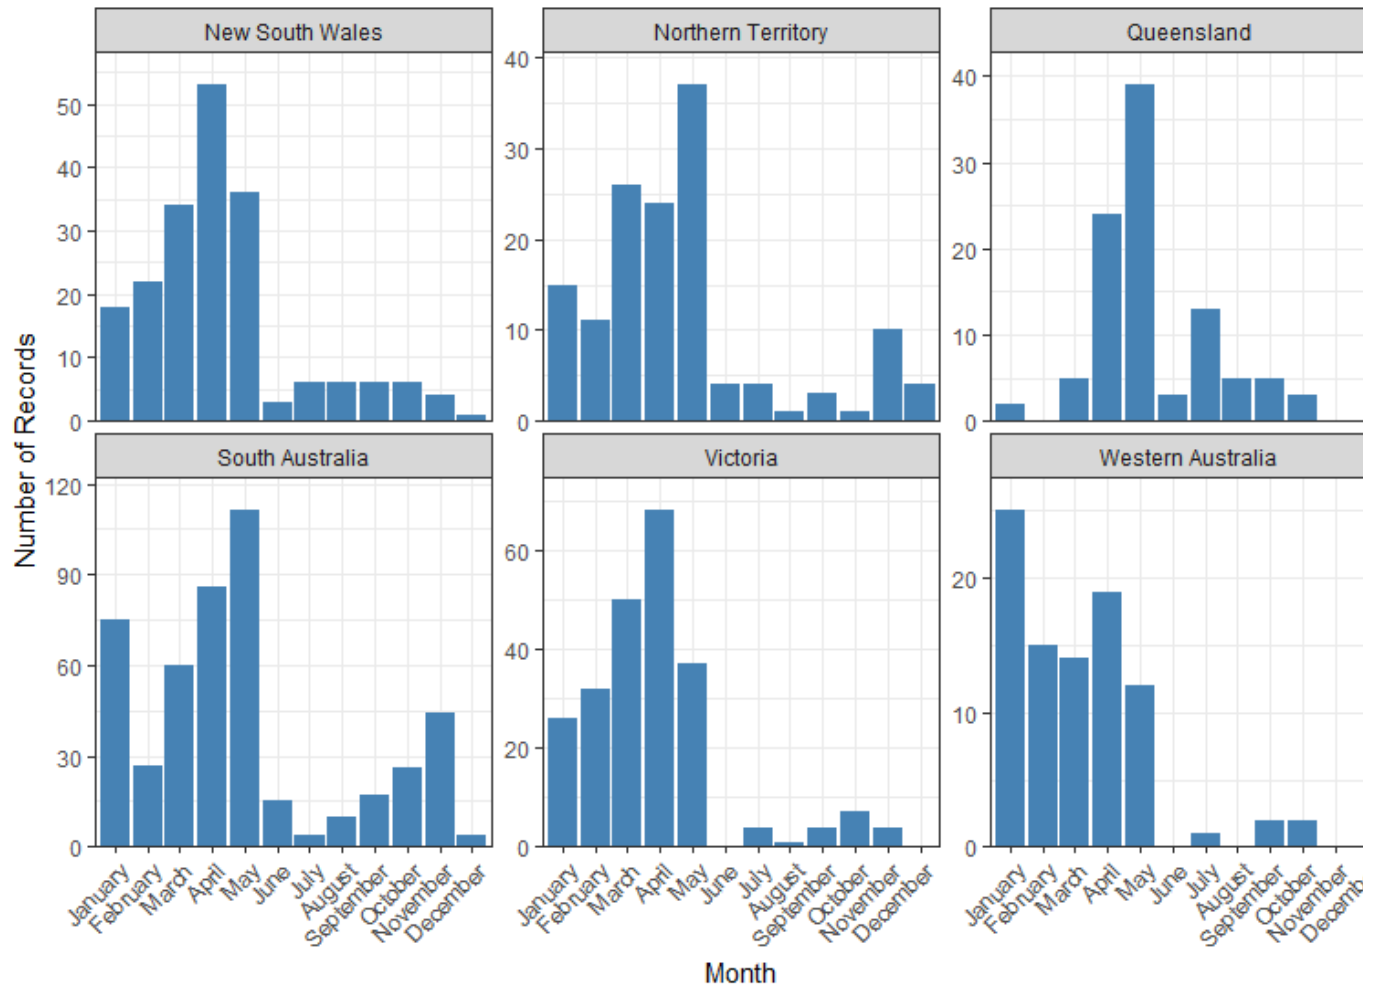 New South Wales
Northern Territory
Queensland
50
40
30
20
10
0
40
30
20
10
0
40
30
20
10
0
Number of Records
South Australia
Victoria
Western Australia
120
90
60
30
0
60
40
20
0
20
10
0
January
February
March
April
May
June
July
August
September
October
November
December
January
February
March
April
May
June
July
August
September
October
November
December
January
February
March
April
May
June
July
August
September
October
November
Decemb
Month